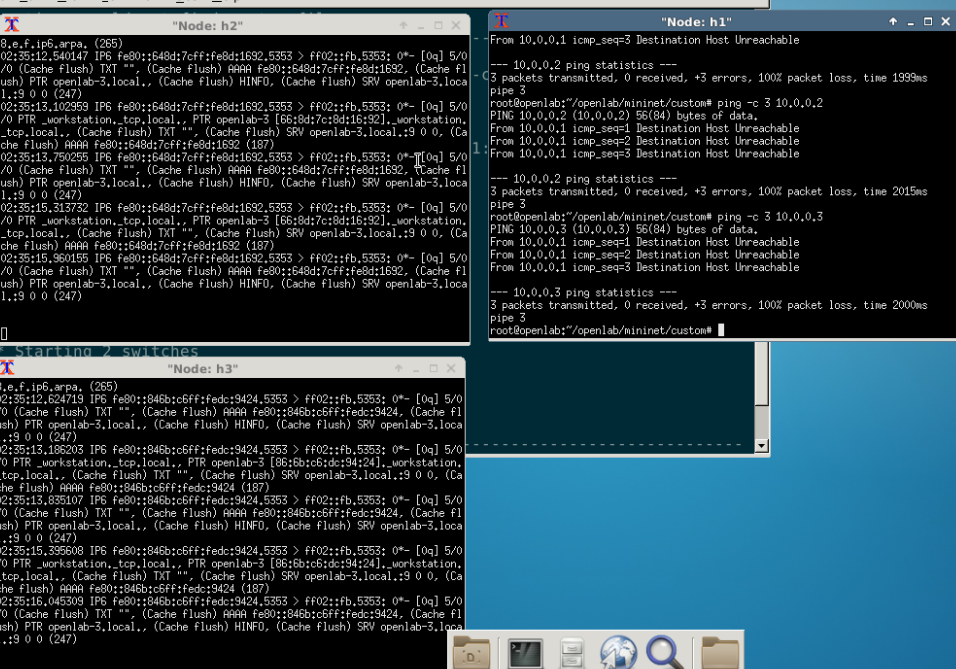 "Node: h2"
8.e.f.ip6.arpa. (265)
02:35:12.540147 IP6 fe80::648d:7cff:fe8d:1692.5353 > ff02::fb.5353: 0*- [0q] 5/0
/0 (Cache flush) TXT "", (Cache flush) AAAA fe80::648d:7cff:fe8d:1692, (Cache fl
ush) PTR openlab-3.local., (Cache flush) HINFO, (Cache flush) SRV openlab-3.loca
l.:9 0 0 (247)
02:35:13.102959 IP6 fe80::648d:7cff:fe8d:1692.5353 > ff02::fb.5353: 0*- [0q] 5/0
/0 PTR _workstation._tcp.local., PTR openlab-3 [66:8d:7c:8d:16:92]._workstation.
_tcp.local., (Cache flush) TXT "", (Cache flush) SRV openlab-3.local.:9 0 0, (Ca
che flush) AAAA fe80::648d:7cff:fe8d:1692 (187)
02:35:13.750255 IP6 fe80::648d:7cff:fe8d:1692.5353 > ff02::fb.5353: 0*- [0q] 5/0
/0 (Cache flush) TXT "", (Cache flush) AAAA fe80::648d:7cff:fe8d:1692, (Cache fl
ush) PTR openlab-3.local., (Cache flush) HINFO, (Cache flush) SRV openlab-3.loca
l.:9 0 0 (247)
02:35:15.313732 IP6 fe80::648d:7cff:fe8d:1692.5353 > ff02::fb.5353: 0*- [0q] 5/0
/0 PTR _workstation._tcp.local., PTR openlab-3 [66:8d:7c:8d:16:92]._workstation.
_tcp.local., (Cache flush) TXT "", (Cache flush) SRV openlab-3.local.:9 0 0, (Ca
che flush) AAAA fe80::648d:7cff:fe8d:1692 (187)
02:35:15.960155 IP6 fe80::648d:7cff:fe8d:1692.5353 > ff02::fb.5353: 0*- [0q] 5/0
/0 (Cache flush) TXT "", (Cache flush) AAAA fe80::648d:7cff:fe8d:1692, (Cache fl
ush) PTR openlab-3.local., (Cache flush) HINFO, (Cache flush) SRV openlab-3.loca
l.:9 0 0 (247)
"Node: h1"
From 10.0.0.1 icmp_seq=3 Destination Host Unreachable
--- 10.0.0.2 ping statistics ---
3 packets transmitted, 0 received, +3 errors, 100% packet loss, time 1999ms
pipe 3
root@openlab:~/openlab/mininet/custom# ping -c 3 10.0.0.2
PING 10.0.0.2 (10.0.0.2) 56(84) bytes of data.
From 10.0.0.1 icmp_seq=1 Destination Host Unreachable
From 10.0.0.1 icmp_seq=2 Destination Host Unreachable
From 10.0.0.1 icmp_seq=3 Destination Host Unreachable
--- 10.0.0.2 ping statistics ---
3 packets transmitted, 0 received, +3 errors, 100% packet loss, time 2015ms
pipe 3
root@openlab:~/openlab/mininet/custom# ping -c 3 10.0.0.3
PING 10.0.0.3 (10.0.0.3) 56(84) bytes of data.
From 10.0.0.1 icmp_seq=1 Destination Host Unreachable
From 10.0.0.1 icmp_seq=2 Destination Host Unreachable
From 10.0.0.1 icmp_seq=3 Destination Host Unreachable
--- 10.0.0.3 ping statistics ---
3 packets transmitted, 0 received, +3 errors, 100% packet loss, time 2000ms
pipe 3
root@openlab:~/openlab/mininet/custom#
* Starting 2 switches
"Node: h3"
8.e.f.ip6.arpa. (265)
02:35:12.624719 IP6 fe80::846b:c6ff:fedc:9424.5353 > ff02::fb.5353: 0*- [0q] 5/0
/0 (Cache flush) TXT "", (Cache flush) AAAA fe80::846b:c6ff:fedc:9424, (Cache fl
ush) PTR openlab-3.local., (Cache flush) HINFO, (Cache flush) SRV openlab-3.loca
l.:9 0 0 (247)
02:35:13.186203 IP6 fe80::846b:c6ff:fedc:9424.5353 > ff02::fb.5353: 0*- [0q] 5/0
/0 PTR _workstation._tcp.local., PTR openlab-3 [86:6b:c6:dc:94:24]._workstation.
_tcp.local., (Cache flush) TXT "", (Cache flush) SRV openlab-3.local.:9 0 0, (Ca
che flush) AAAA fe80::846b:c6ff:fedc:9424 (187)
02:35:13.835107 IP6 fe80::846b:c6ff:fedc:9424.5353 > ff02::fb.5353: 0*- [0q] 5/0
/0 (Cache flush) TXT "", (Cache flush) AAAA fe80::846b:c6ff:fedc:9424, (Cache fl
ush) PTR openlab-3.local., (Cache flush) HINFO, (Cache flush) SRV openlab-3.loca
l.:9 0 0 (247)
02:35:15.395608 IP6 fe80::846b:c6ff:fedc:9424.5353 > ff02::fb.5353: 0*- [0q] 5/0
/0 PTR _workstation._tcp.local., PTR openlab-3 [86:6b:c6:dc:94:24]._workstation.
_tcp.local., (Cache flush) TXT "", (Cache flush) SRV openlab-3.local.:9 0 0, (Ca
che flush) AAAA fe80::846b:c6ff:fedc:9424 (187)
02:35:16.045309 IP6 fe80::846b:c6ff:fedc:9424.5353 > ff02::fb.5353: 0*- [0q] 5/0
/0 (Cache flush) TXT "", (Cache flush) AAAA fe80::846b:c6ff:fedc:9424, (Cache fl
ush) PTR openlab-3.local., (Cache flush) HINFO, (Cache flush) SRV openlab-3.loca
l.:9 0 0 (247)